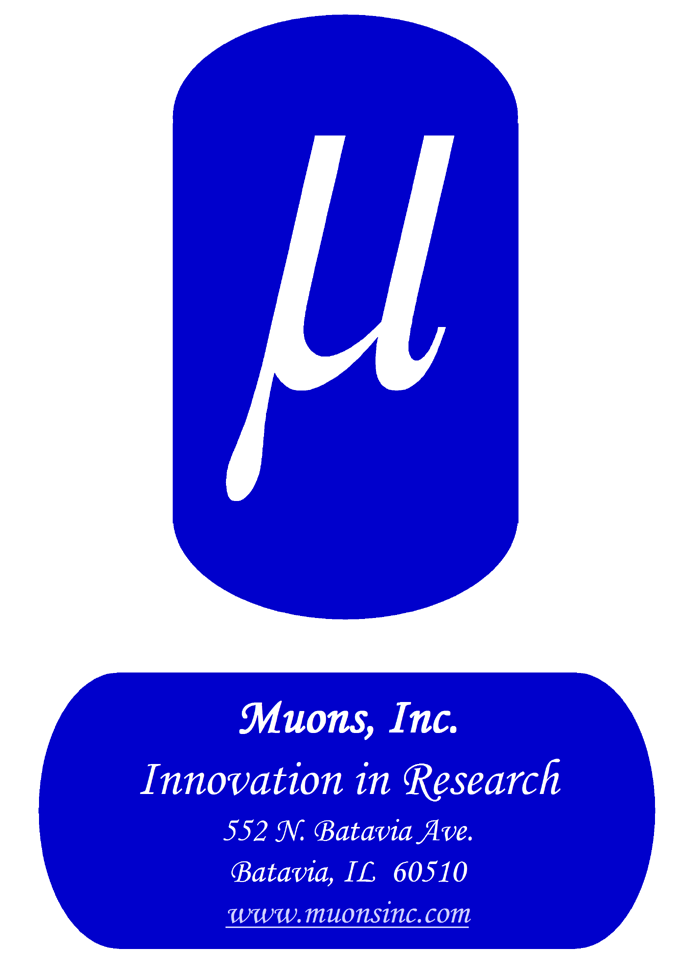 μ
Muons, Inc.
Innovation in Research
552 N. Batavia Ave.
Batavia, IL  60510
www.muonsinc.com